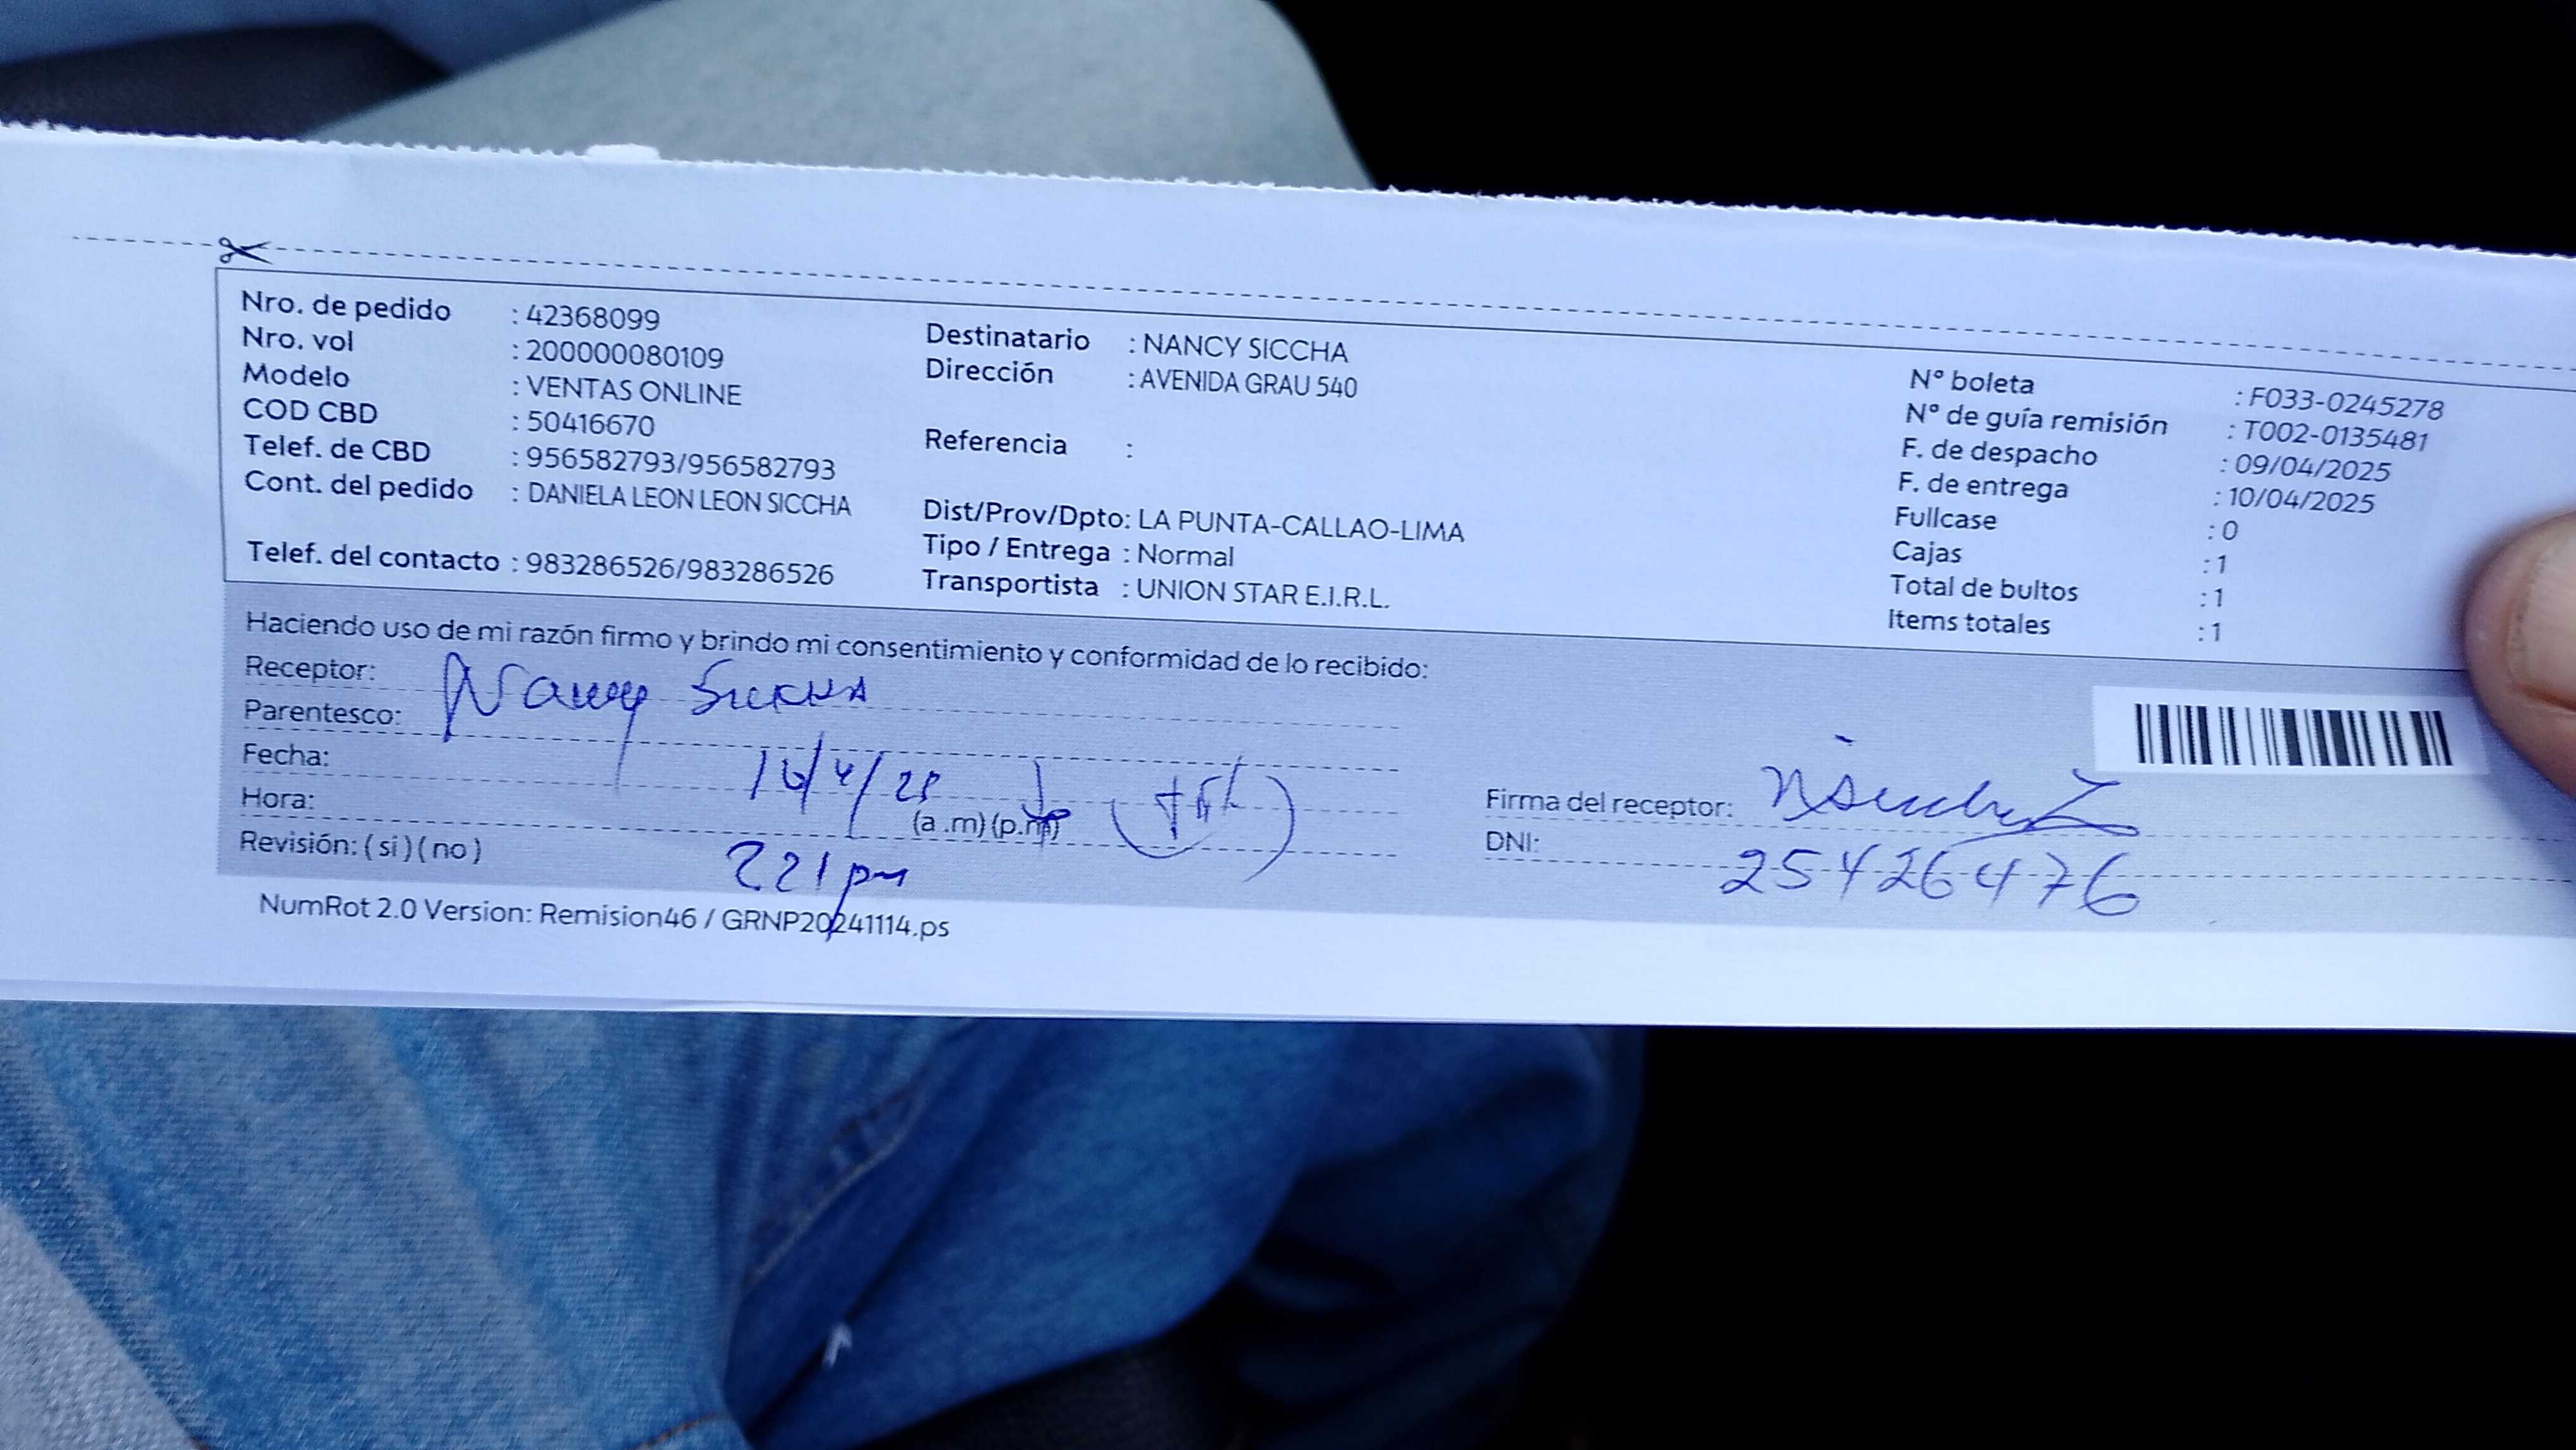 Nro. de pedido : 42368099
Nro. vol : 200000080109
Modelo : VENTAS ONLINE
COD CBD : 50416670
Telef. de CBD : 956582793/956582793
Cont. del pedido : DANIELA LEON LEON SICCHA
Telef. del contacto : 983286526/983286526
Destinatario : NANCY SICCHA
Dirección : AVENIDA GRAU 540
Referencia :
Dist/Prov/Dpto: LA PUNTA-CALLAO-LIMA
Tipo / Entrega : Normal
Transportista : UNION STAR E.I.R.L.
N° boleta : F033-0245278
N° de guía remisión : T002-0135481
F. de despacho : 09/04/2025
F. de entrega : 10/04/2025
Fullcase : 0
Cajas : 1
Total de bultos : 1
Items totales : 1
Haciendo uso de mi razón firmo y brindo mi consentimiento y conformidad de lo recibido:
Receptor: Nancy Siccha
Parentesco:
Fecha:
Hora: (a .m) (p.m)
Revisión: ( si ) ( no ) 221 pm
Firma del receptor:
DNI: 25426476
NumRot 2.0 Version: Remision46 / GRNP20241114.ps